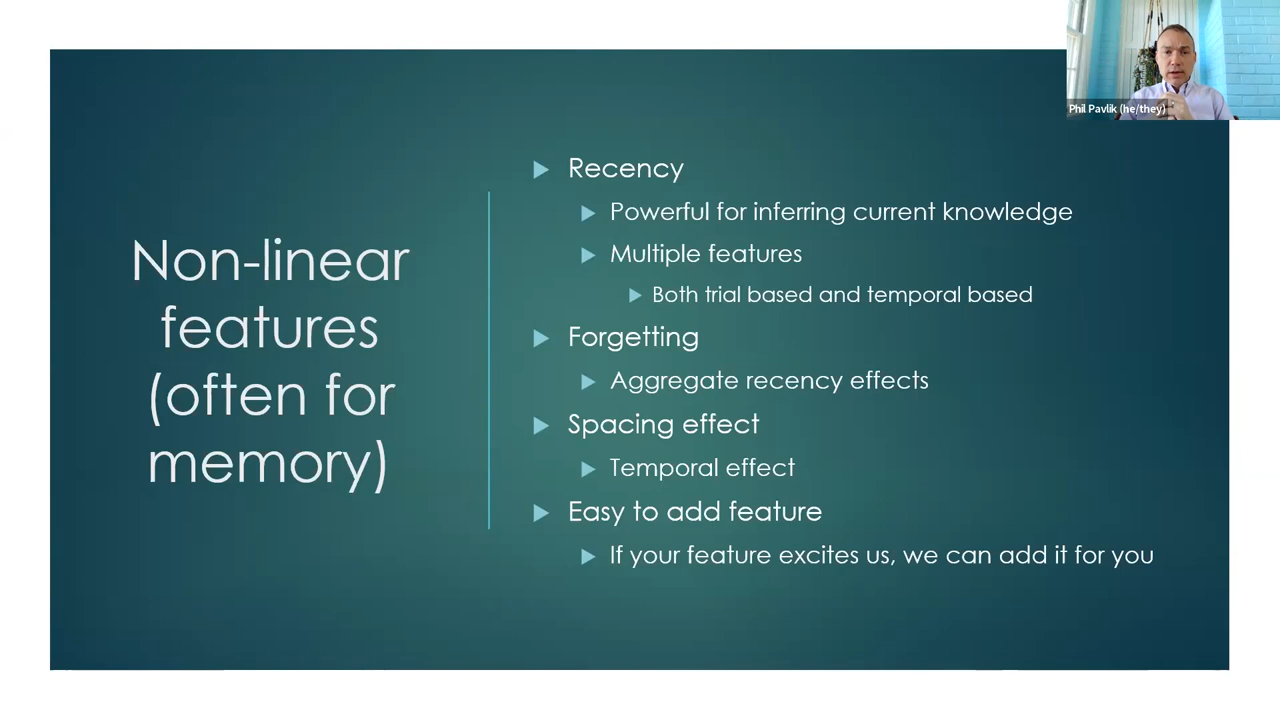 Phil Pavlik (he/they)
Non-linear
features
(often for
memory)
Recency
Powerful for inferring current knowledge
Multiple features
Both trial based and temporal based
Forgetting
Aggregate recency effects
Spacing effect
Temporal effect
Easy to add feature
If your feature excites us, we can add it for you